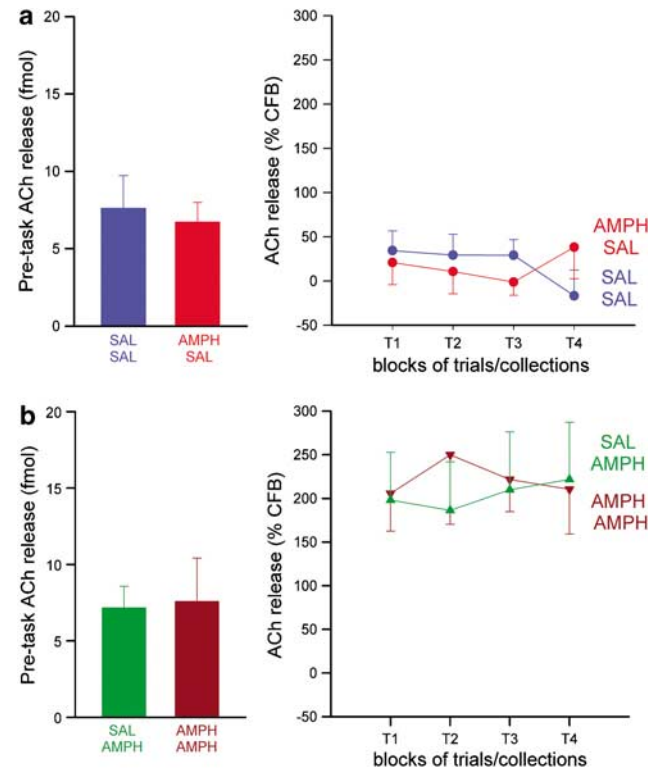 a
Pre-task ACh release (fmol)
20
15
10
5
0
SAL
SAL
AMPH
SAL
ACh release (% CFB)
300
250
200
150
100
50
0
-50
T1
T2
T3
T4
blocks of trials/collections
AMPH
SAL
SAL
SAL
b
Pre-task ACh release (fmol)
20
15
10
5
0
SAL
AMPH
AMPH
AMPH
ACh release (% CFB)
300
250
200
150
100
50
0
-50
T1
T2
T3
T4
blocks of trials/collections
SAL
AMPH
AMPH
AMPH